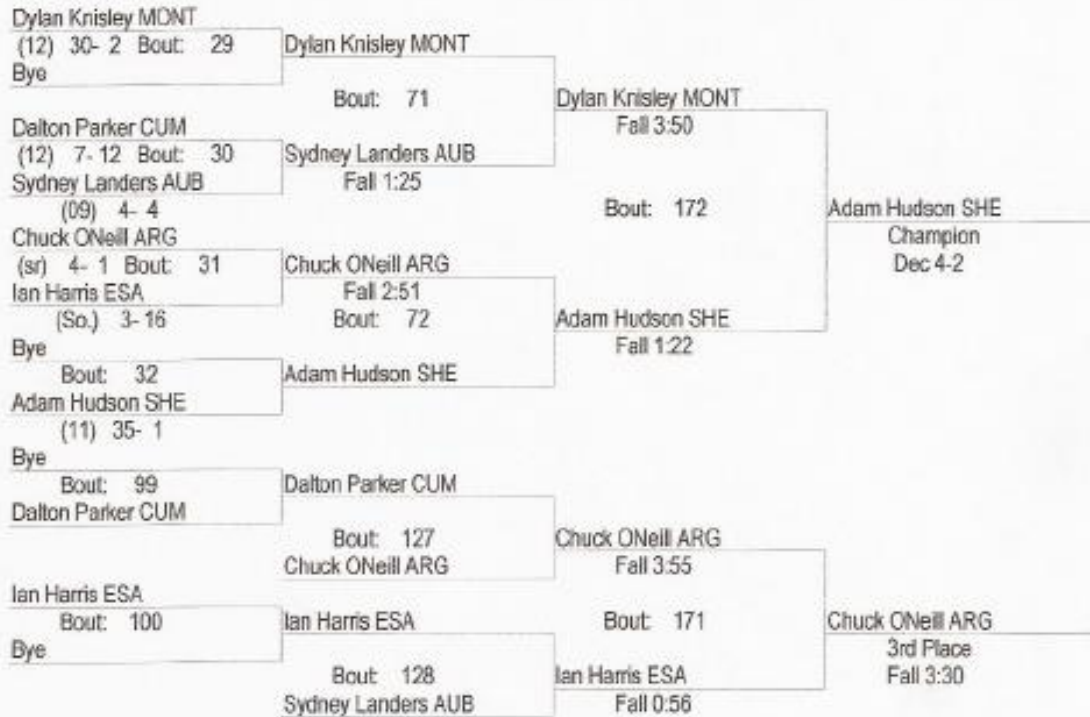 Dylan Knisley MONT
(12) 30- 2 Bout: 29
Bye
Dylan Knisley MONT
Bout: 71
Dalton Parker CUM
(12) 7- 12 Bout: 30
Sydney Landers AUB
(09) 4- 4
Sydney Landers AUB
Fall 1:25
Dylan Knisley MONT
Fall 3:50
Bout: 172
Chuck ONeill ARG
(sr) 4- 1 Bout: 31
Ian Harris ESA
(So.) 3- 16
Chuck ONeill ARG
Fall 2:51
Bout: 72
Bye
Bout: 32
Adam Hudson SHE
(11) 35- 1
Adam Hudson SHE
Adam Hudson SHE
Fall 1:22
Adam Hudson SHE
Champion
Dec 4-2
Bye
Bout: 99
Dalton Parker CUM
Dalton Parker CUM
Bout: 127
Chuck ONeill ARG
Chuck ONeill ARG
Fall 3:55
Bout: 171
Ian Harris ESA
Bout: 100
Bye
Ian Harris ESA
Bout: 128
Sydney Landers AUB
Ian Harris ESA
Fall 0:56
Chuck ONeill ARG
3rd Place
Fall 3:30